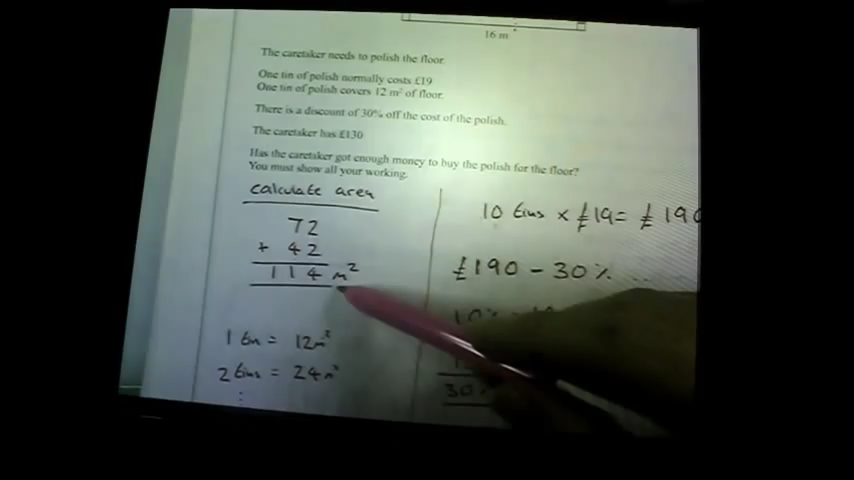 16 m
The caretaker needs to polish the floor.
One tin of polish normally costs £19
One tin of polish covers 12 m² of floor.
There is a discount of 30% off the cost of the polish.
The caretaker has £130
Has the caretaker got enough money to buy the polish for the floor?
You must show all your working.
calculate area
72
+ 42
114 m²
1 tin = 12m²
2 tins = 24m²
:
10 tins × £19 = £190
£190 - 30% ...
10%
30%